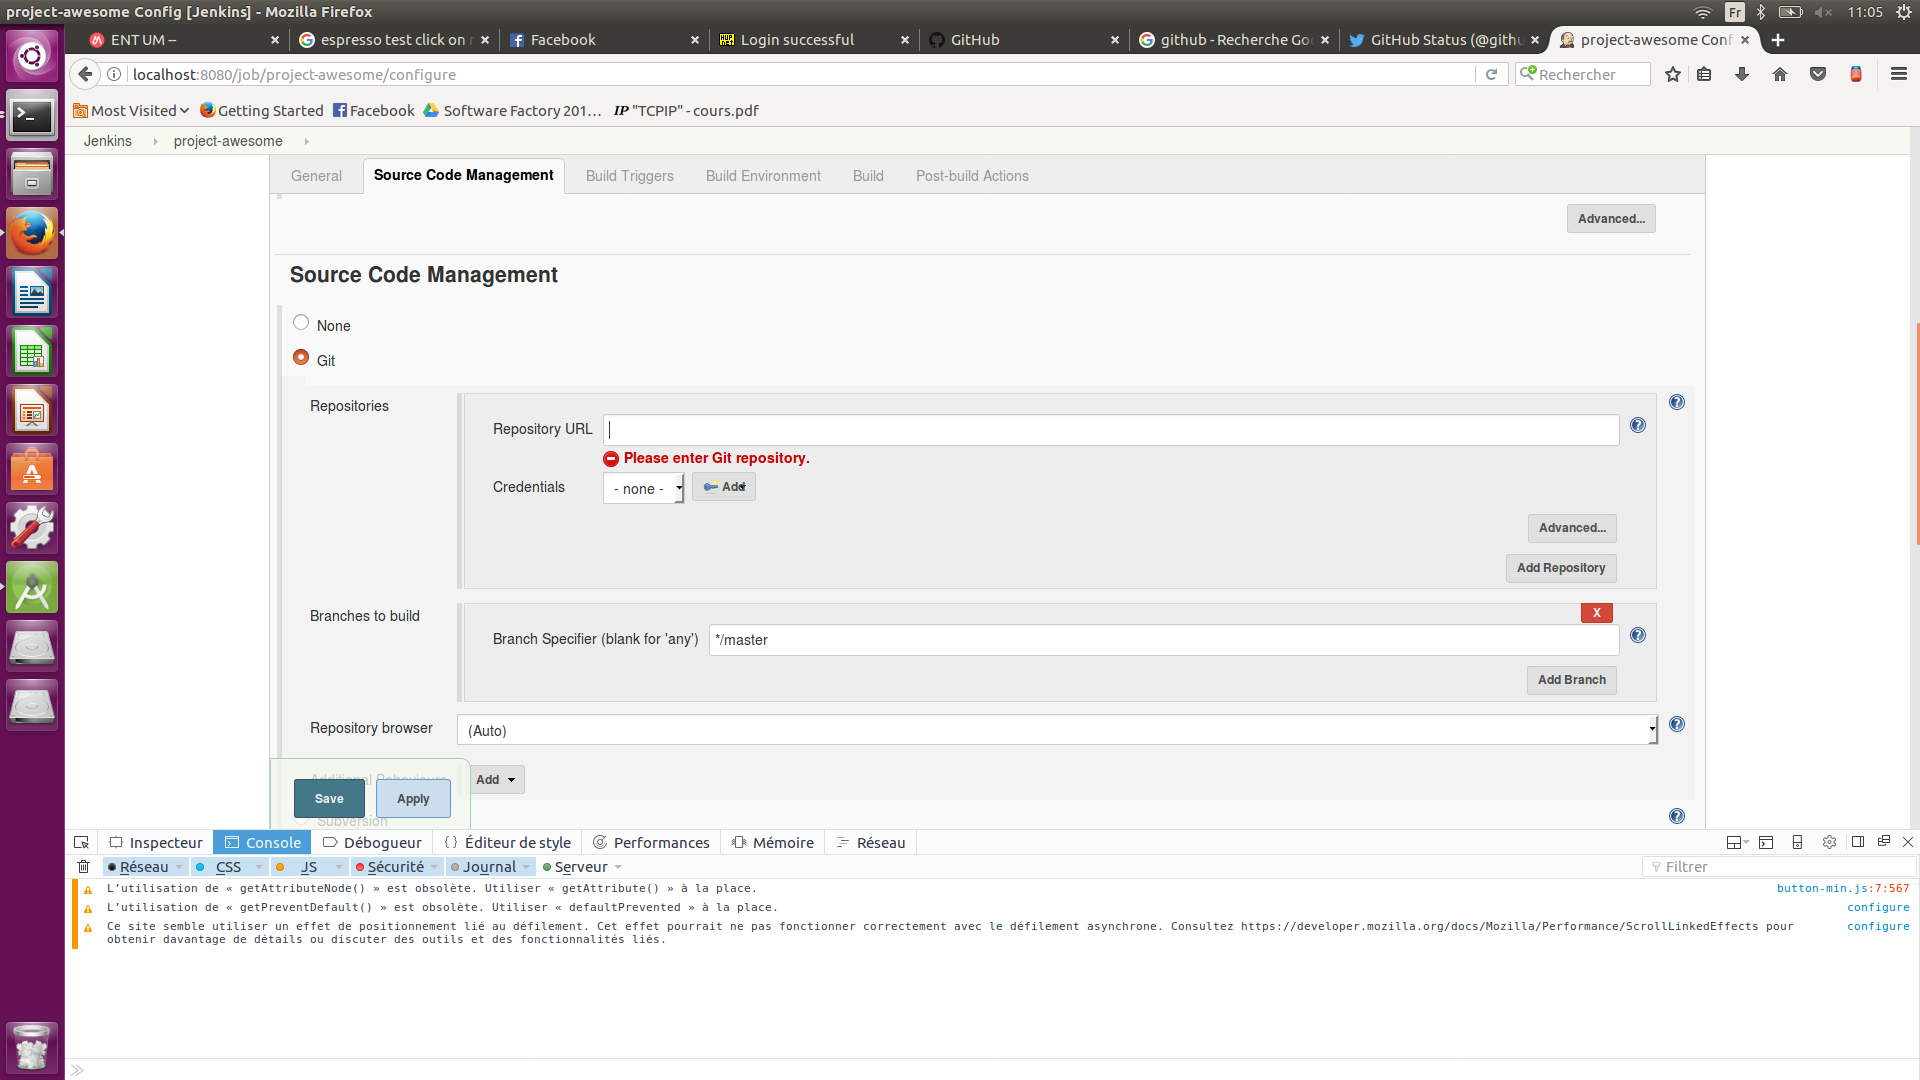 project-awesome Config [Jenkins] - Mozilla Firefox
Fr
11:05
ENT UM --
espresso test click on
Facebook
Login successful
GitHub
github - Recherche Go
GitHub Status (@githu
project-awesome Conf
localhost:8080/job/project-awesome/configure
Rechercher
Most Visited
Getting Started
Facebook
Software Factory 201...
IP "TCPIP" - cours.pdf
Jenkins
project-awesome
General
Source Code Management
Build Triggers
Build Environment
Build
Post-build Actions
Advanced...
Source Code Management
None
Git
Repositories
Repository URL
Please enter Git repository.
Credentials
- none -
Add
Advanced...
Add Repository
Branches to build
X
Branch Specifier (blank for 'any')
*/master
Add Branch
Repository browser
(Auto)
Additional Behaviours
Add
Save
Apply
Subversion
Inspecteur
Console
Débogueur
Éditeur de style
Performances
Mémoire
Réseau
Réseau
CSS
JS
Sécurité
Journal
Serveur
Filtrer
L’utilisation de « getAttributeNode() » est obsolète. Utiliser « getAttribute() » à la place.
button-min.js:7:567
L’utilisation de « getPreventDefault() » est obsolète. Utiliser « defaultPrevented » à la place.
configure
Ce site semble utiliser un effet de positionnement lié au défilement. Cet effet pourrait ne pas fonctionner correctement avec le défilement asynchrone. Consultez https://developer.mozilla.org/docs/Mozilla/Performance/ScrollLinkedEffects pour
configure
obtenir davantage de détails ou discuter des outils et des fonctionnalités liés.